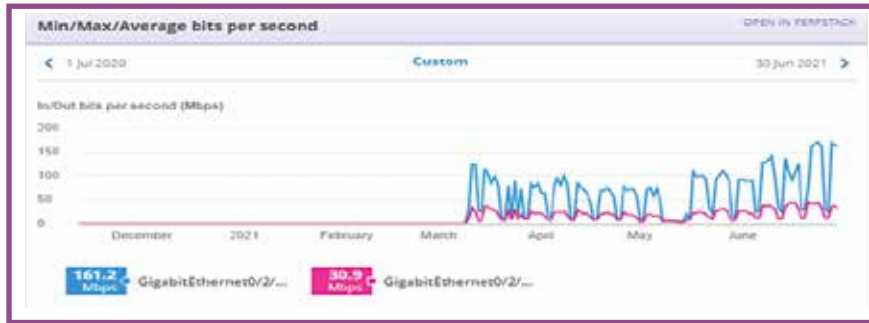 Min/Max/Average bits per second
OPEN IN PERFSTACK
1 Jul 2020
Custom
30 Jun 2021
In/Out bits per second (Mbps)
200
150
100
50
0
December 2021 February March April May June
161.2 Mbps GigabitEthernet0/2/...
30.9 Mbps GigabitEthernet0/2/...